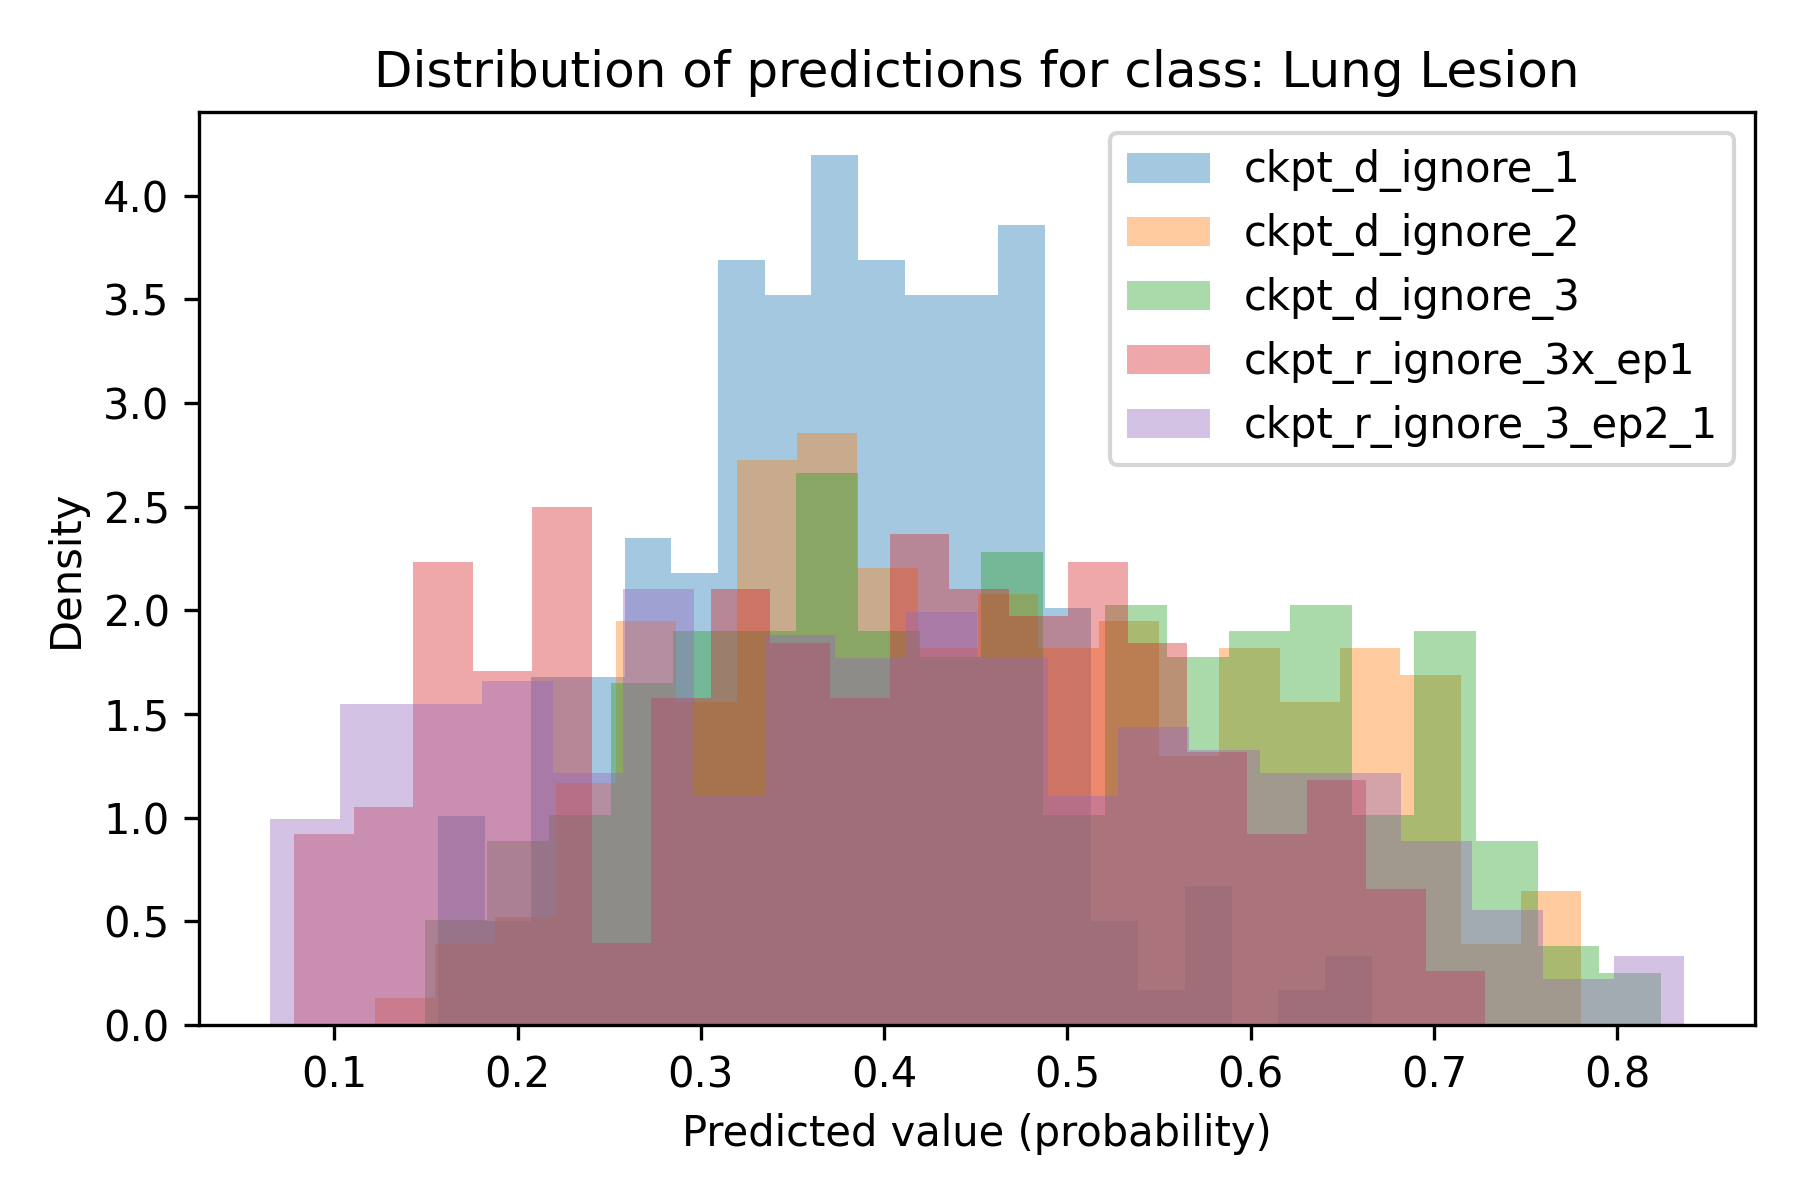 Distribution of predictions for class: Lung Lesion
ckpt_d_ignore_1
ckpt_d_ignore_2
ckpt_d_ignore_3
ckpt_r_ignore_3x_ep1
ckpt_r_ignore_3_ep2_1
Density
4.0
3.5
3.0
2.5
2.0
1.5
1.0
0.5
0.0
0.1 0.2 0.3 0.4 0.5 0.6 0.7 0.8
Predicted value (probability)